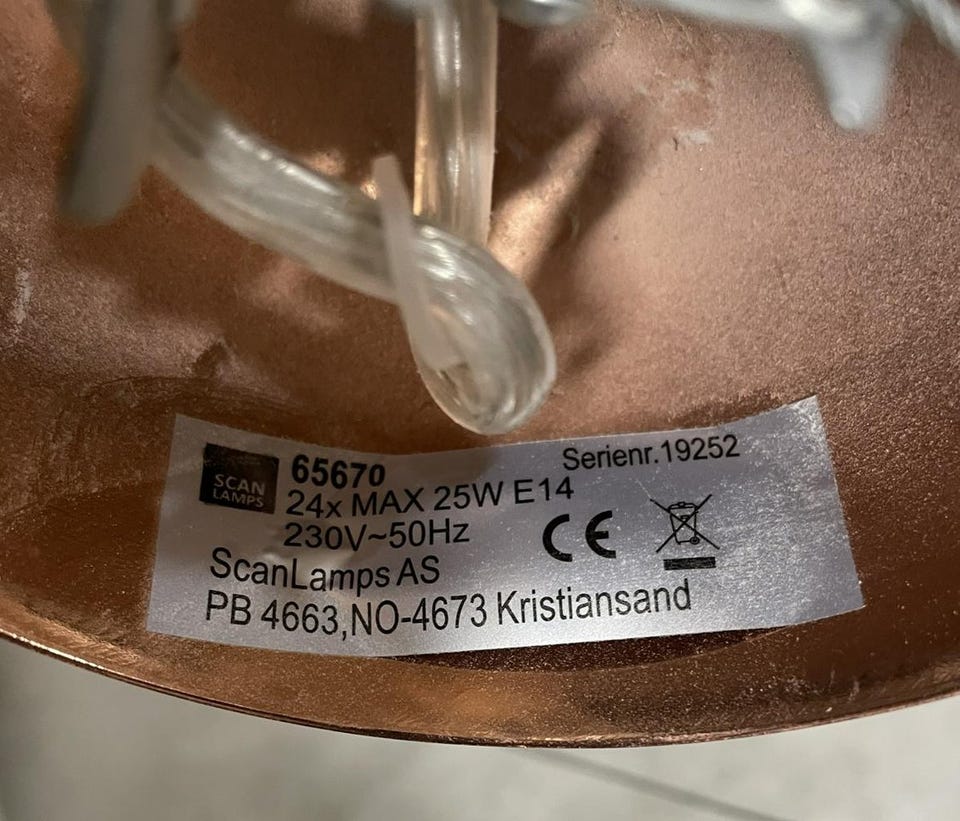 SCAN
LAMPS
65670
Serienr.19252
24x MAX 25W E14
230V~50Hz
CE
ScanLamps AS
PB 4663,NO-4673 Kristiansand